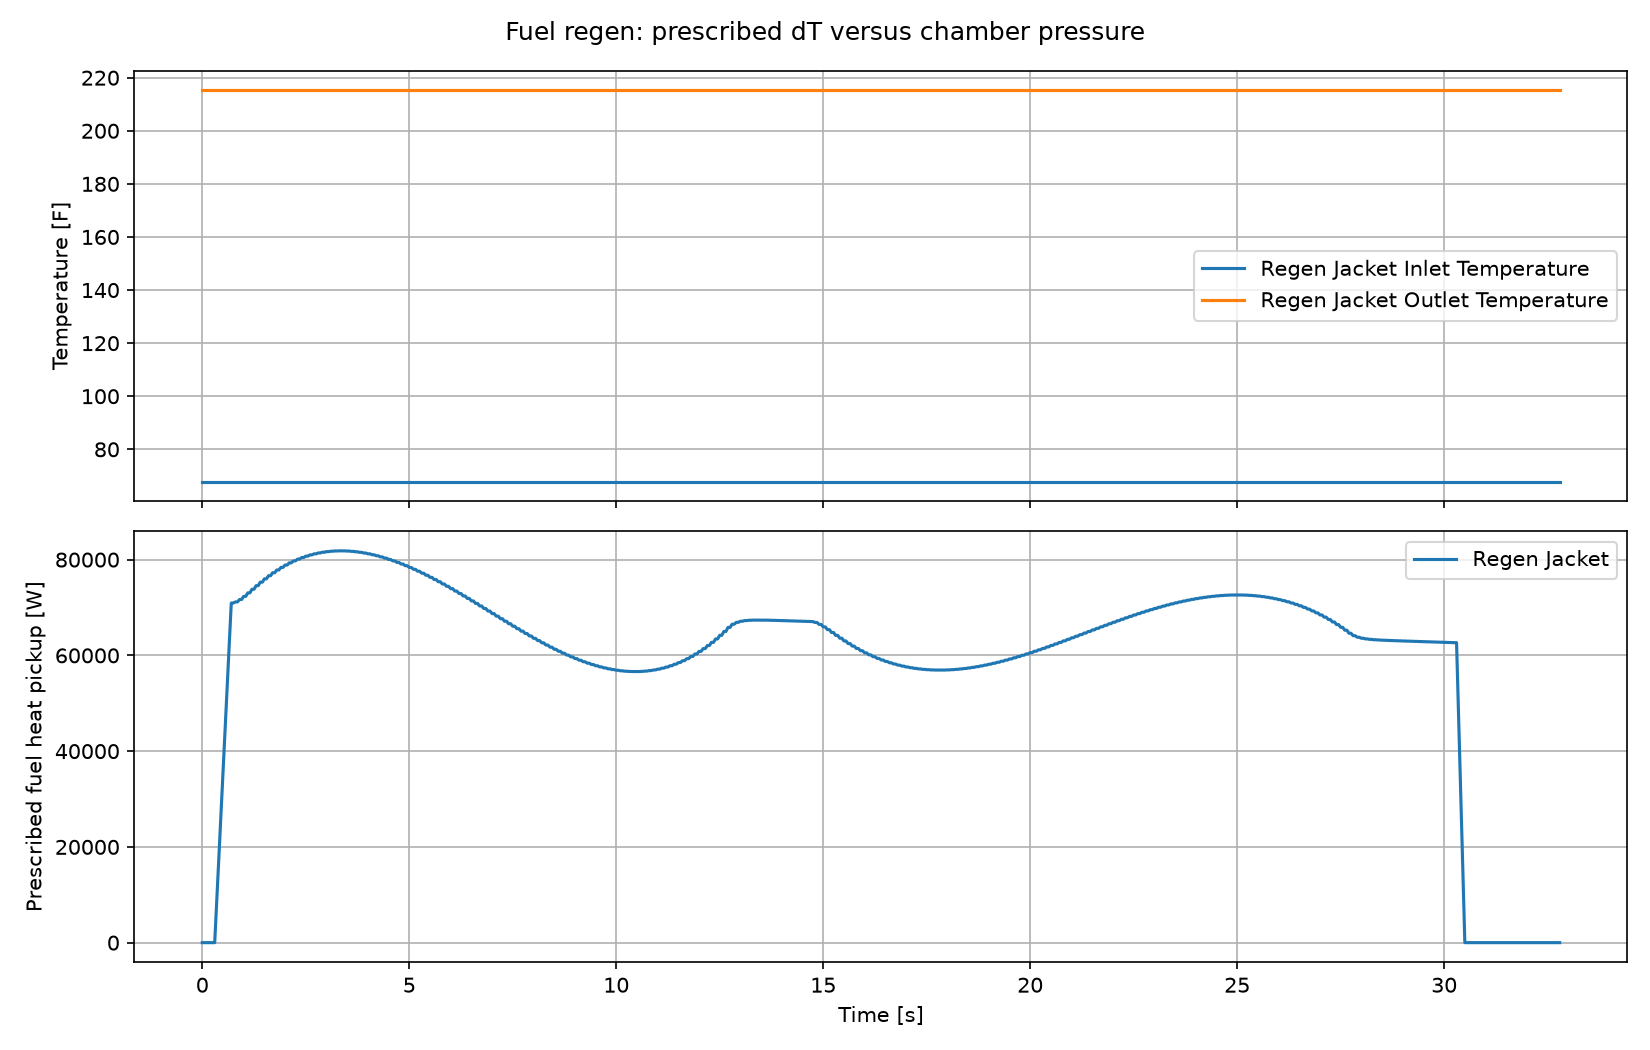 Fuel regen: prescribed dT versus chamber pressure
Temperature [F]
220
200
180
160
140
120
100
80
Regen Jacket Inlet Temperature
Regen Jacket Outlet Temperature
Prescribed fuel heat pickup [W]
80000
60000
40000
20000
0
Regen Jacket
0 5 10 15 20 25 30
Time [s]